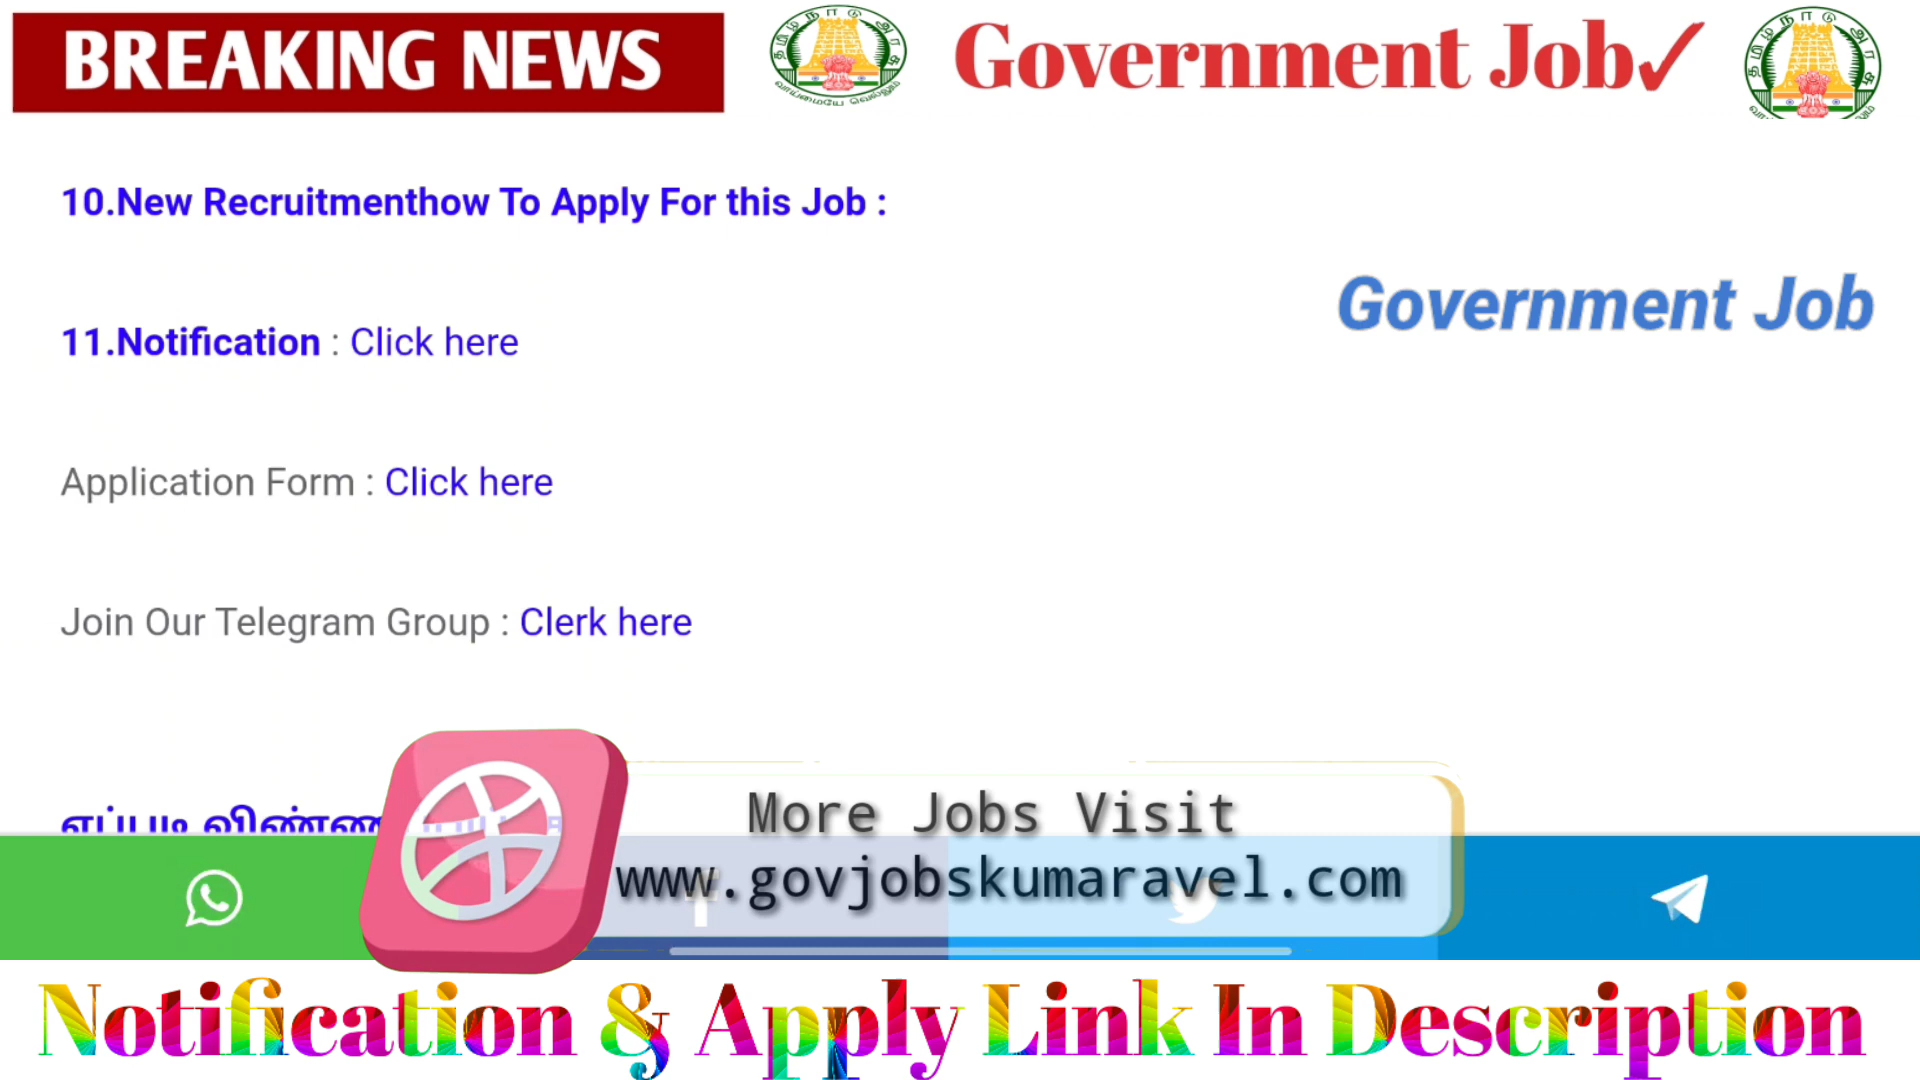 BREAKING NEWS
Government Job✓
10.New Recruitmenthow To Apply For this Job :
Government Job
11.Notification : Click here
Application Form : Click here
Join Our Telegram Group : Clerk here
எப்படி
More Jobs Visit
www.govjobskumaravel.com
Notification & Apply Link In Description